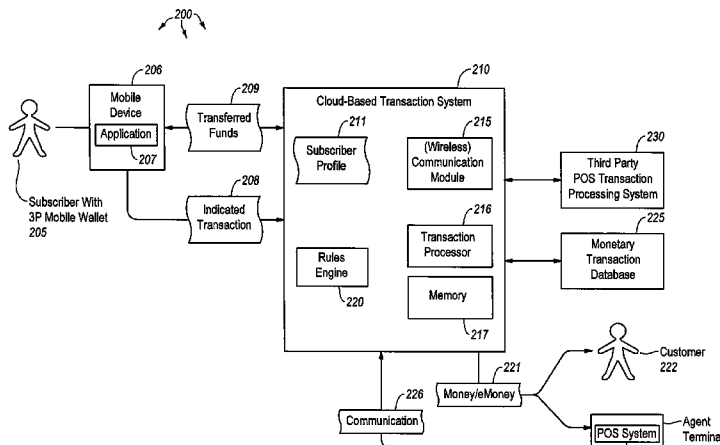 200
206
Mobile
Device
Application
207
209
Transferred
Funds
210
Cloud-Based Transaction System
211
Subscriber
Profile
215
(Wireless)
Communication
Module
230
Third Party
POS Transaction
Processing System
Subscriber With
3P Mobile Wallet
205
208
Indicated
Transaction
216
Transaction
Processor
225
Monetary
Transaction
Database
Rules
Engine
220
Memory
217
226
Communication
221
Money/eMoney
Customer
222
POS System
Agent